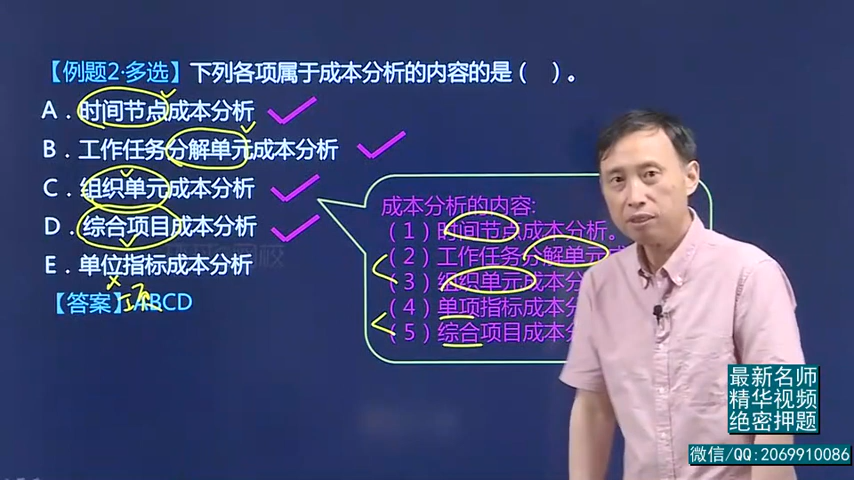 【例题2·多选】下列各项属于成本分析的内容的是（ ）。
A．时间节点成本分析
B．工作任务分解单元成本分析
C．组织单元成本分析
D．综合项目成本分析
E．单位指标成本分析
项
【答案】ABCD
成本分析的内容:
（1）时间节点成本分析。
（2）工作任务分解单元成
（3）组织单元成本分
（4）单项指标成本分
（5）综合项目成本分
最新名师
精华视频
绝密押题
微信/QQ:2069910086